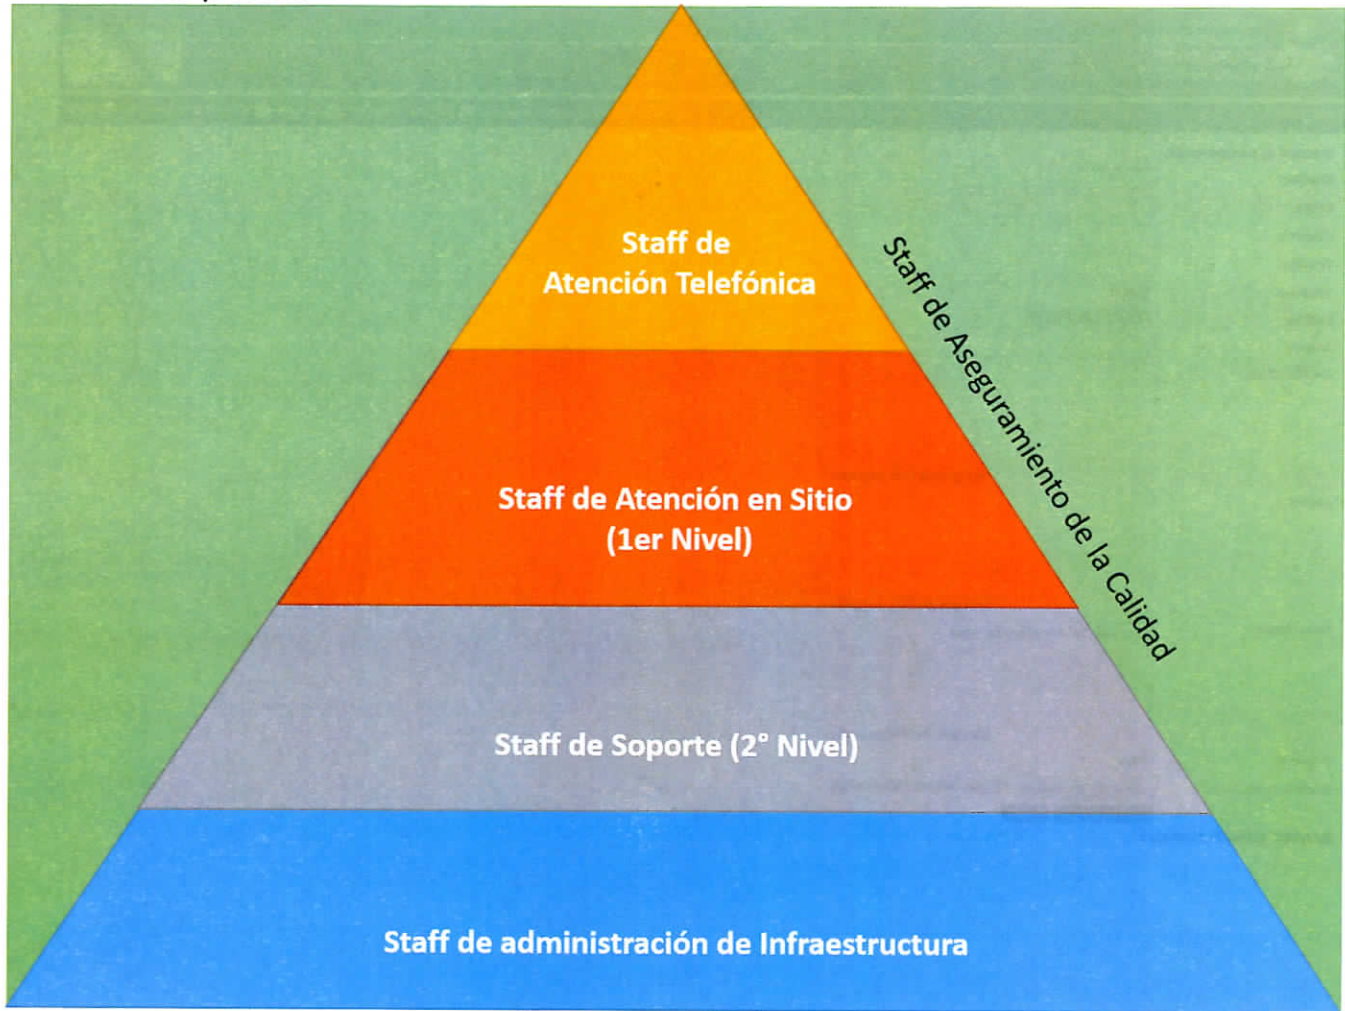 Staff de
Atención Telefónica
Staff de Aseguramiento de la Calidad
Staff de Atención en Sitio
(1er Nivel)
Staff de Soporte (2° Nivel)
Staff de administración de Infraestructura